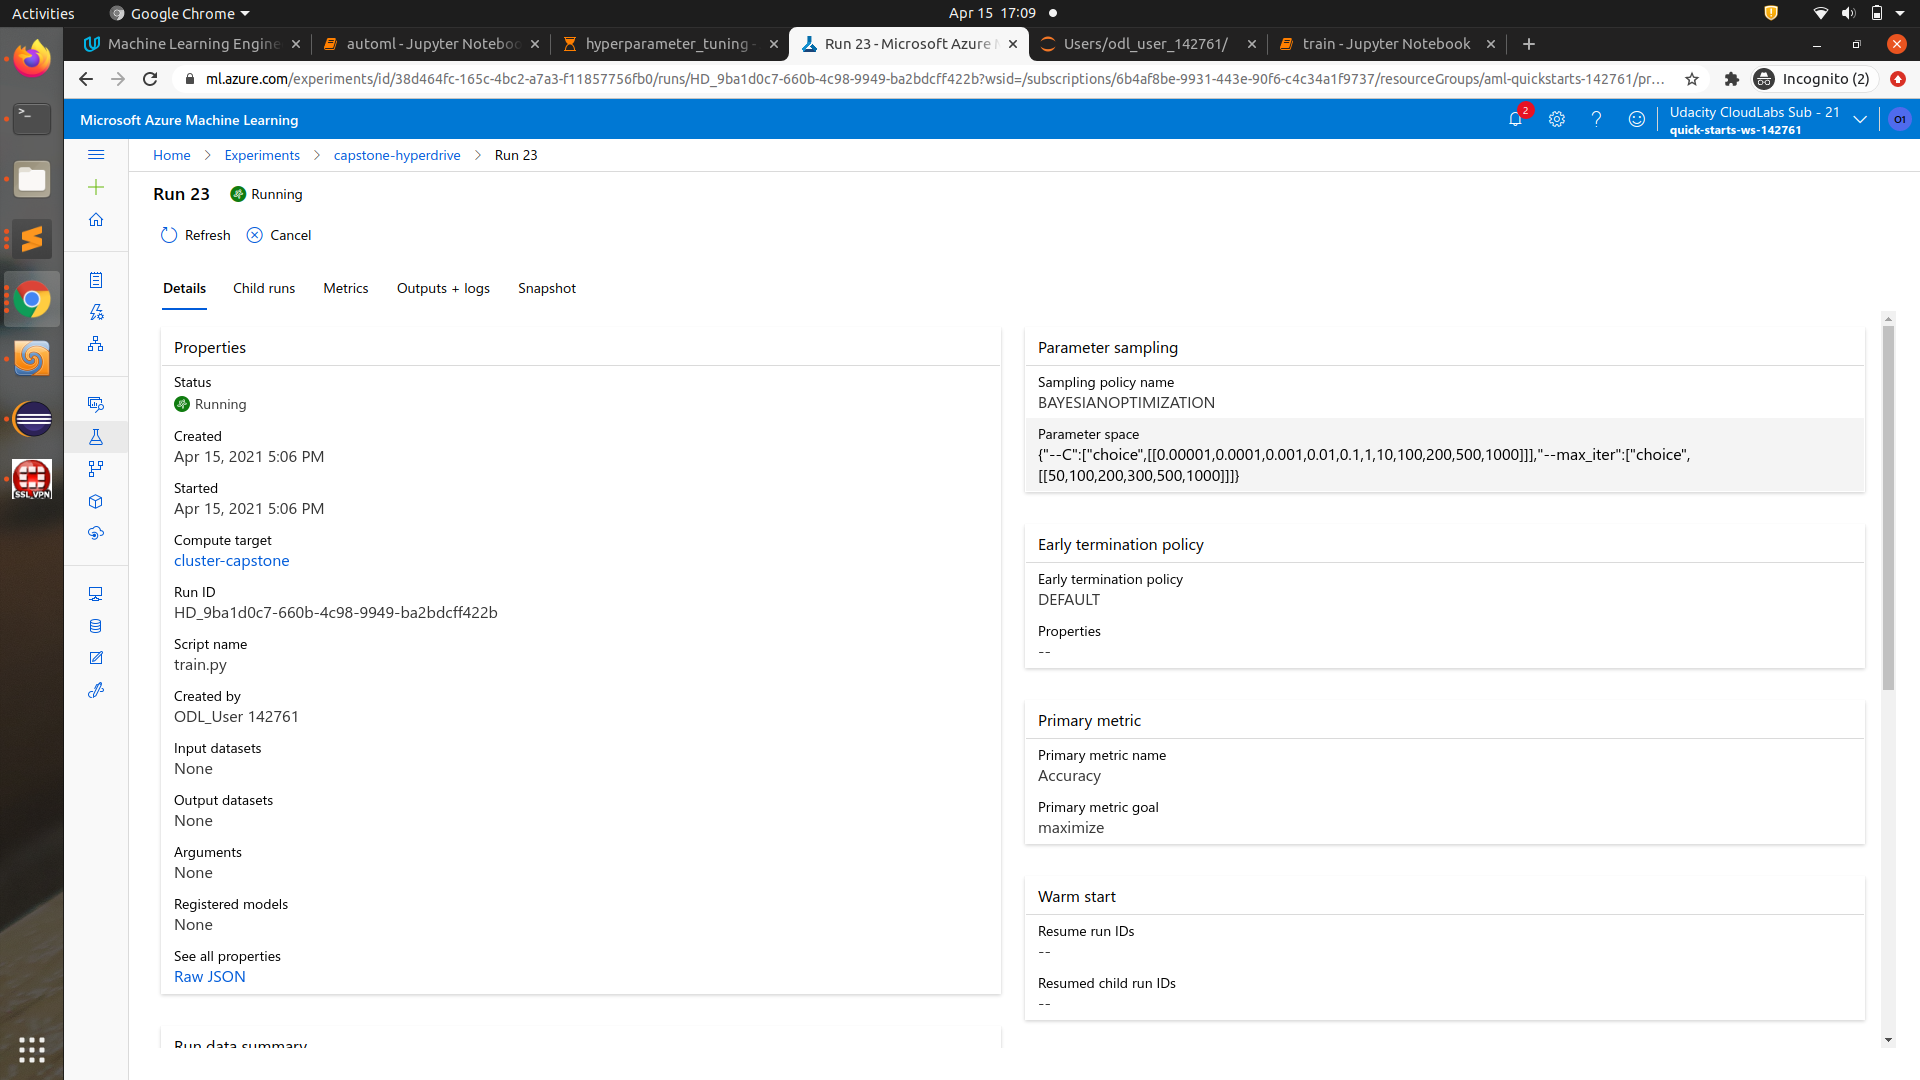 Activities
Google Chrome
Apr 15 17:09
Machine Learning Engine
automl - Jupyter Notebo
hyperparameter_tuning -
Run 23 - Microsoft Azure
Users/odl_user_142761/
train - Jupyter Notebook
ml.azure.com/experiments/id/38d464fc-165c-4bc2-a7a3-f11857756fb0/runs/HD_9ba1d0c7-660b-4c98-9949-ba2bdcff422b?wsid=/subscriptions/6b4af8be-9931-443e-90f6-c4c34a1f9737/resourceGroups/aml-quickstarts-142761/pr...
Incognito (2)
Microsoft Azure Machine Learning
2
Udacity CloudLabs Sub - 21
quick-starts-ws-142761
O1
Home
Experiments
capstone-hyperdrive
Run 23
Run 23
Running
Refresh
Cancel
Details
Child runs
Metrics
Outputs + logs
Snapshot
Properties
Status
Running
Created
Apr 15, 2021 5:06 PM
Started
Apr 15, 2021 5:06 PM
Compute target
cluster-capstone
Run ID
HD_9ba1d0c7-660b-4c98-9949-ba2bdcff422b
Script name
train.py
Created by
ODL_User 142761
Input datasets
None
Output datasets
None
Arguments
None
Registered models
None
See all properties
Raw JSON
Run data summary
Parameter sampling
Sampling policy name
BAYESIANOPTIMIZATION
Parameter space
{"--C":["choice",[[0.00001,0.0001,0.001,0.01,0.1,1,10,100,200,500,1000]]],"--max_iter":["choice",
[[50,100,200,300,500,1000]]]}
Early termination policy
Early termination policy
DEFAULT
Properties
--
Primary metric
Primary metric name
Accuracy
Primary metric goal
maximize
Warm start
Resume run IDs
--
Resumed child run IDs
--
SSL VPN